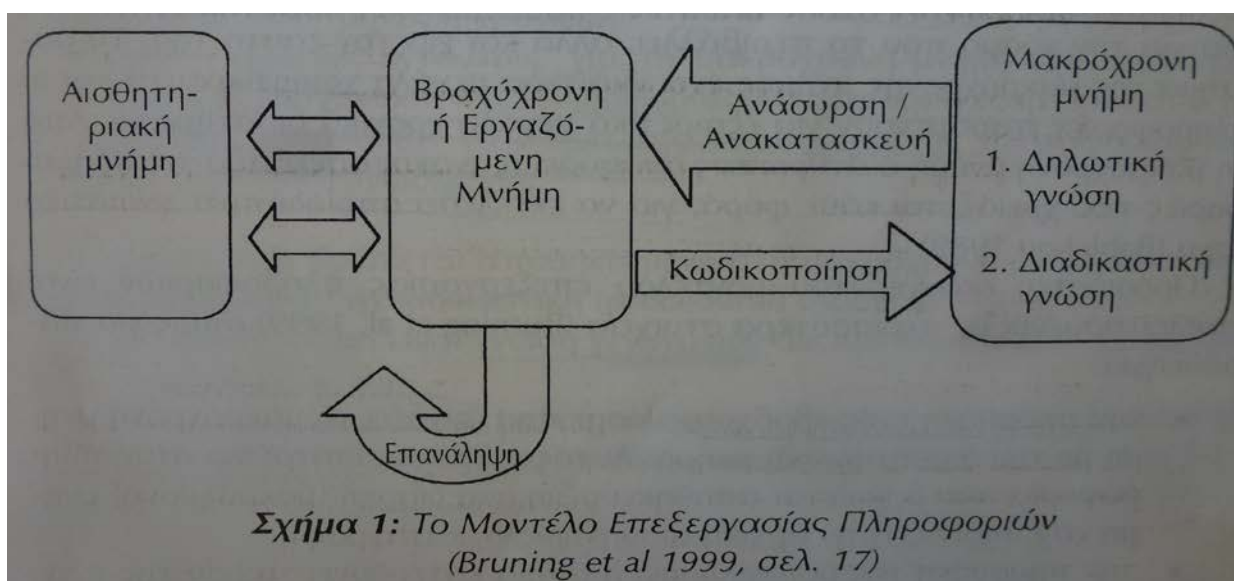 Αισθητη-
ριακή
μνήμη
Βραχύχρονη
ή Εργαζό-
μενη
Μνήμη
Ανάσυρση /
Ανακατασκευή
Κωδικοποίηση
Μακρόχρονη
μνήμη
1. Δηλωτική
γνώση
2. Διαδικαστική
γνώση
Επανάληψη
Σχήμα 1: Το Μοντέλο Επεξεργασίας Πληροφοριών
(Bruning et al 1999, σελ. 17)